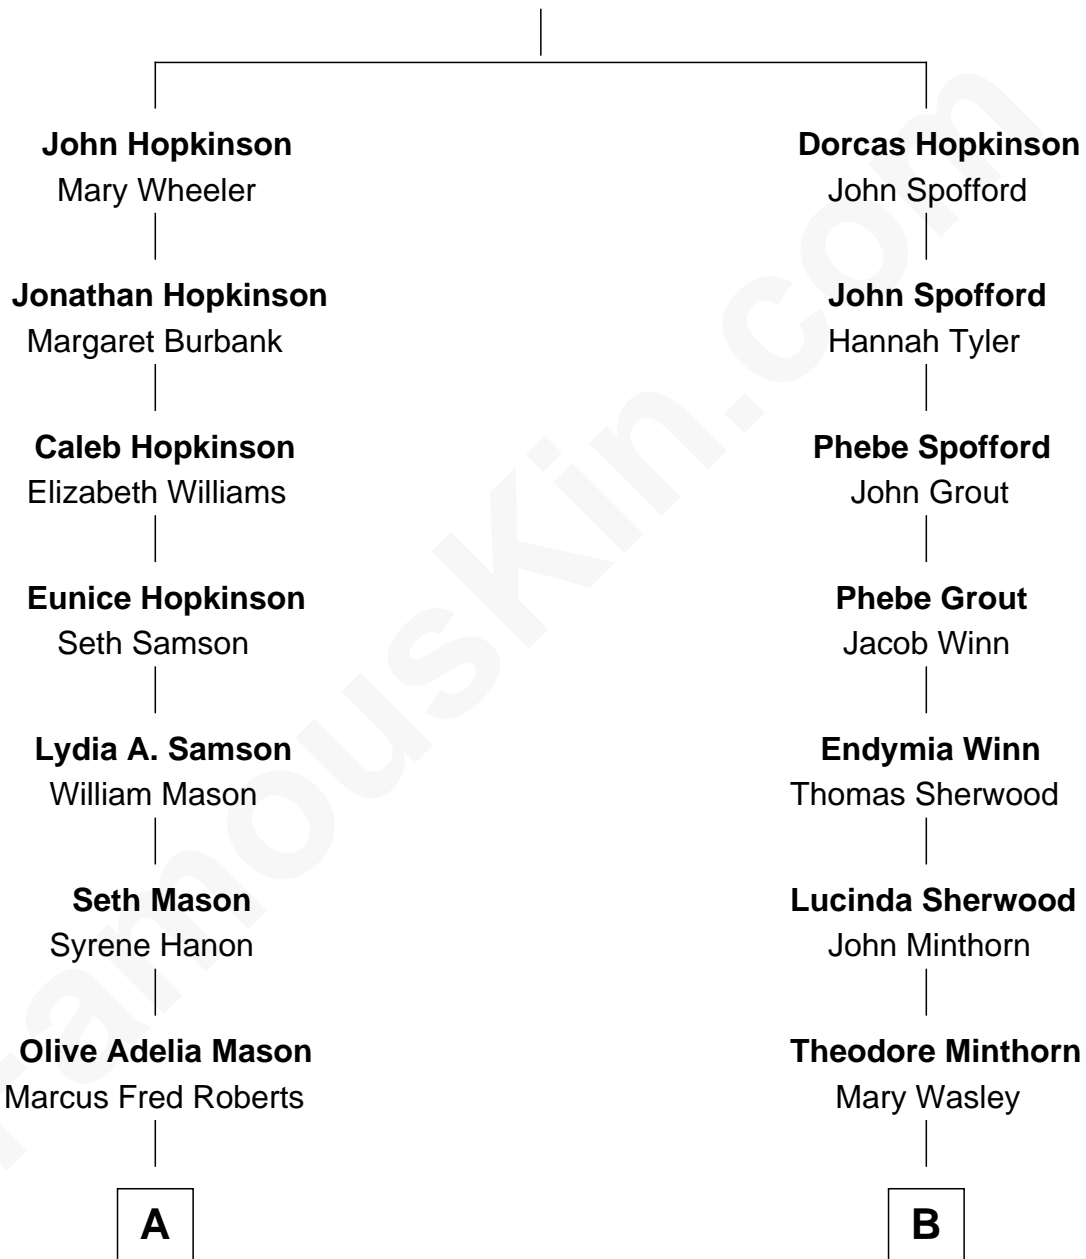 John Hopkinson
Mary Wheeler
Jonathan Hopkinson
Margaret Burbank
Caleb Hopkinson
Elizabeth Williams
Eunice Hopkinson
Seth Samson
Lydia A. Samson
William Mason
Seth Mason
Syrene Hanon
Olive Adelia Mason
Marcus Fred Roberts
A
Dorcas Hopkinson
John Spofford
John Spofford
Hannah Tyler
Phebe Spofford
John Grout
Phebe Grout
Jacob Winn
Endymia Winn
Thomas Sherwood
Lucinda Sherwood
John Minthorn
Theodore Minthorn
Mary Wasley
B
famouskin.com